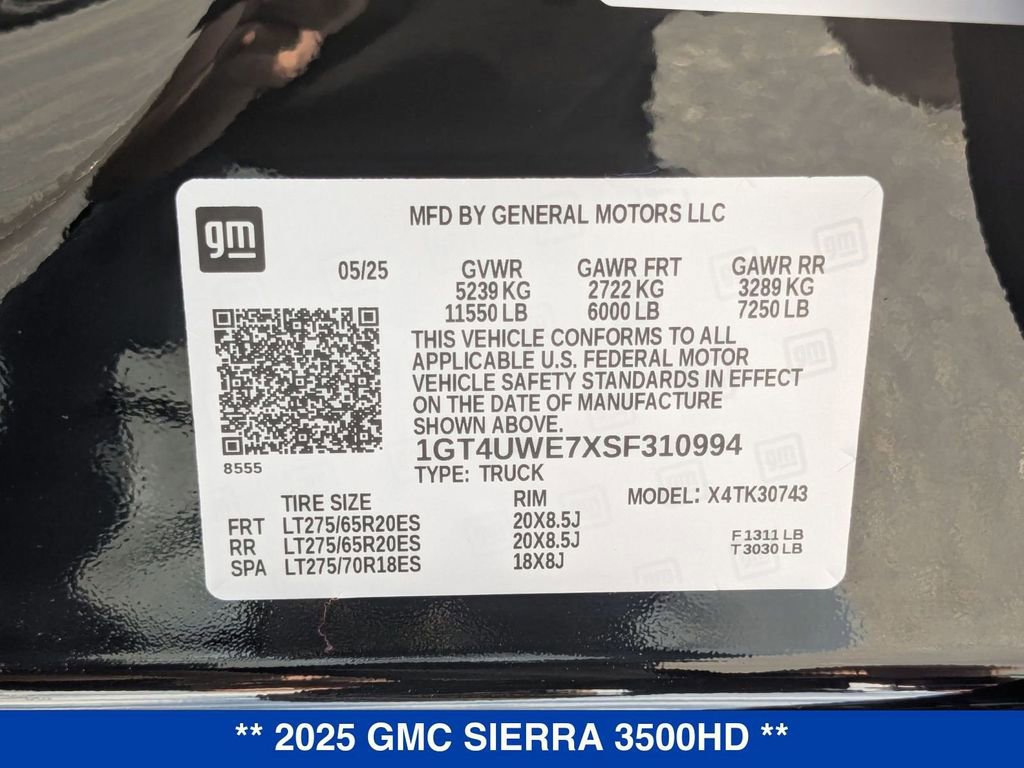 gm
MFD BY GENERAL MOTORS LLC
05/25 GVWR GAWR FRT GAWR RR
5239 KG 2722 KG 3289 KG
11550 LB 6000 LB 7250 LB
THIS VEHICLE CONFORMS TO ALL
APPLICABLE U.S. FEDERAL MOTOR
VEHICLE SAFETY STANDARDS IN EFFECT
ON THE DATE OF MANUFACTURE
SHOWN ABOVE.
1GT4UWE7XSF310994
8555
TYPE: TRUCK
TIRE SIZE RIM MODEL: X4TK30743
FRT LT275/65R20ES 20X8.5J
RR LT275/65R20ES 20X8.5J
SPA LT275/70R18ES 18X8J
F 1311 LB
T 3030 LB
** 2025 GMC SIERRA 3500HD **